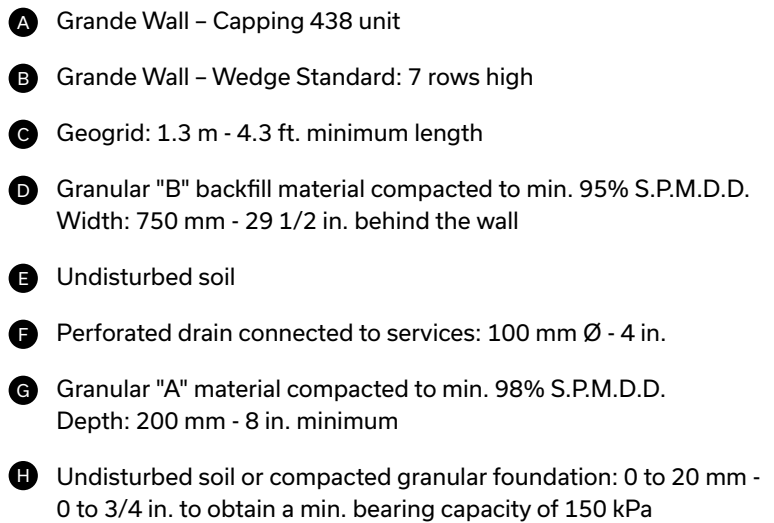 A Grande Wall – Capping 438 unit
B Grande Wall – Wedge Standard: 7 rows high
C Geogrid: 1.3 m - 4.3 ft. minimum length
D Granular "B" backfill material compacted to min. 95% S.P.M.D.D.
Width: 750 mm - 29 1/2 in. behind the wall
E Undisturbed soil
F Perforated drain connected to services: 100 mm Ø - 4 in.
G Granular "A" material compacted to min. 98% S.P.M.D.D.
Depth: 200 mm - 8 in. minimum
H Undisturbed soil or compacted granular foundation: 0 to 20 mm -
0 to 3/4 in. to obtain a min. bearing capacity of 150 kPa